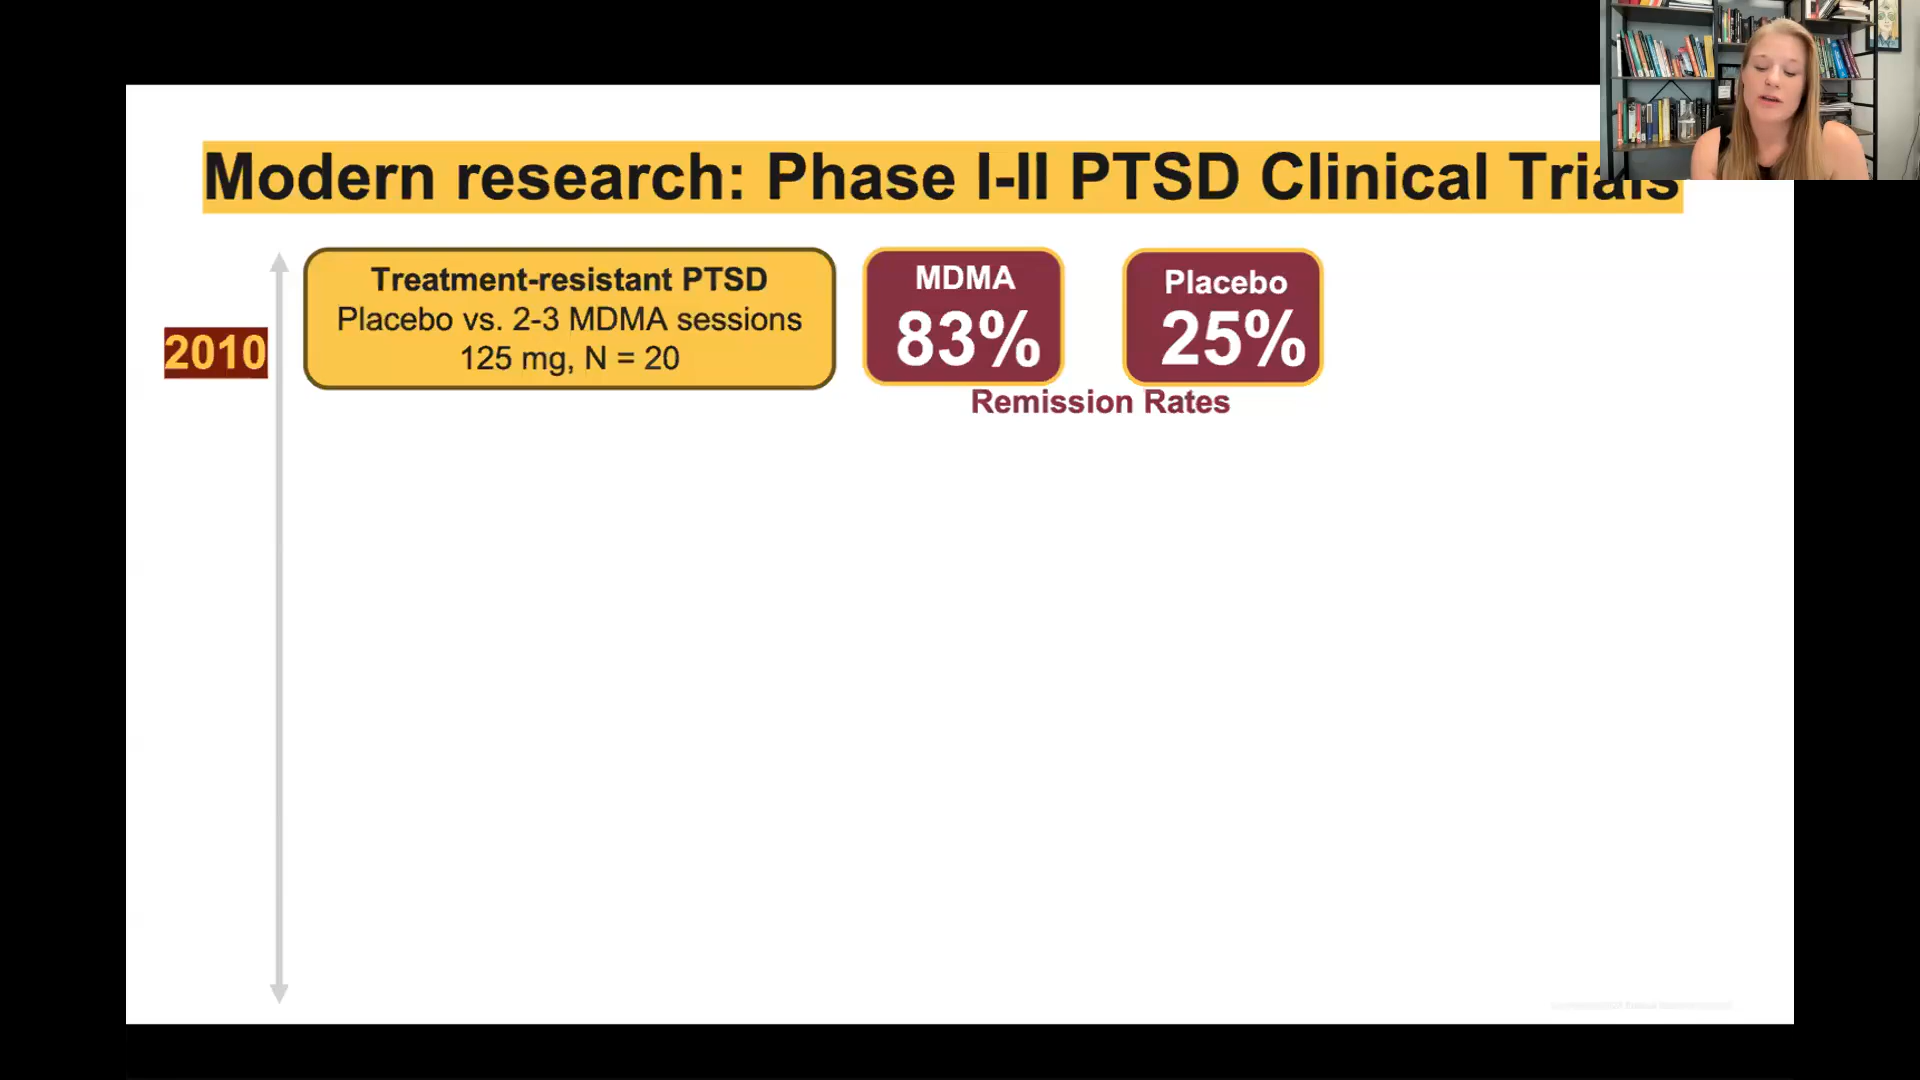 Modern research: Phase I-II PTSD Clinical Trials
2010
Treatment-resistant PTSD
Placebo vs. 2-3 MDMA sessions
125 mg, N = 20
MDMA
83%
Placebo
25%
Remission Rates